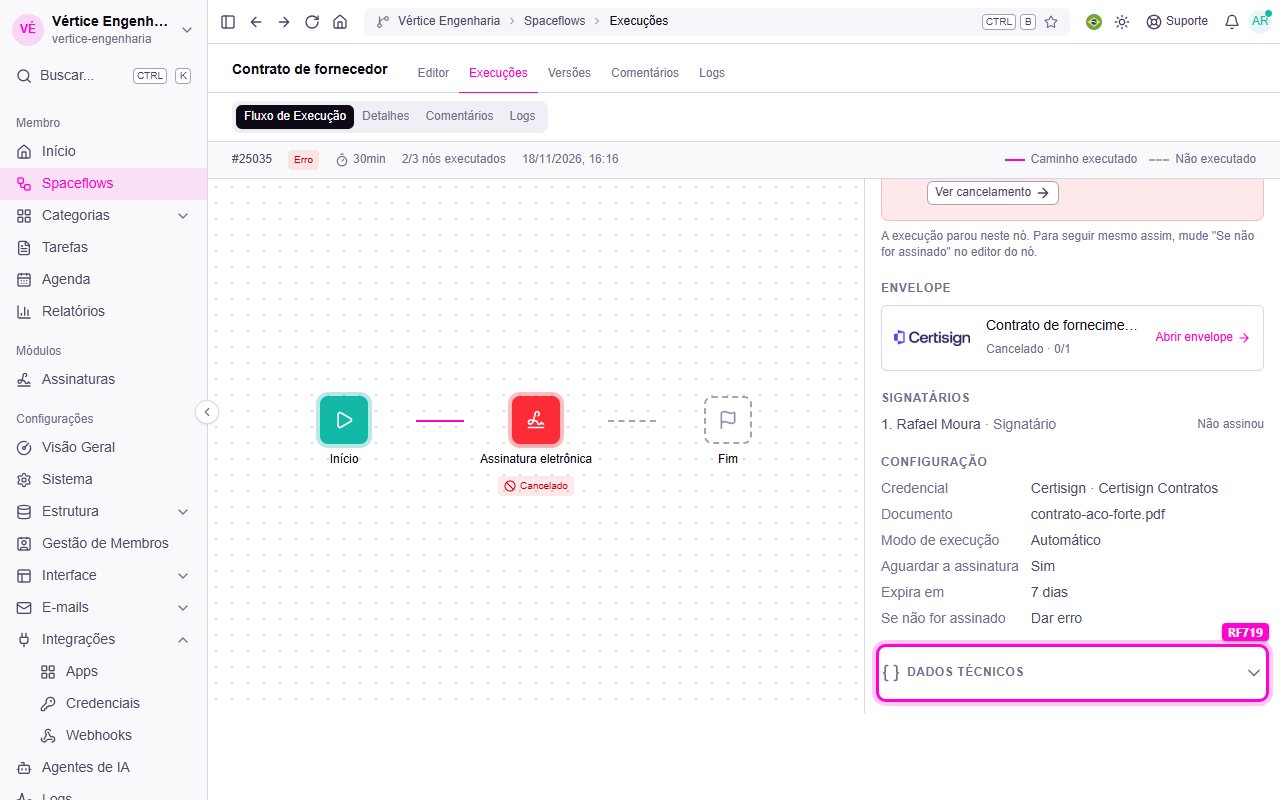 VÉ
Vértice Engenh...
vertice-engenharia
Buscar...
CTRL
K
Membro
Início
Spaceflows
Categorias
Tarefas
Agenda
Relatórios
Módulos
Assinaturas
Configurações
Visão Geral
Sistema
Estrutura
Gestão de Membros
Interface
E-mails
Integrações
Apps
Credenciais
Webhooks
Agentes de IA
Logs
Vértice Engenharia
Spaceflows
Execuções
CTRL
B
Suporte
AR
Contrato de fornecedor
Editor
Execuções
Versões
Comentários
Logs
Fluxo de Execução
Detalhes
Comentários
Logs
#25035
Erro
30min
2/3 nós executados
18/11/2026, 16:16
Caminho executado
Não executado
Início
Assinatura eletrônica
Cancelado
Fim
Ver cancelamento
A execução parou neste nó. Para seguir mesmo assim, mude "Se não
for assinado" no editor do nó.
ENVELOPE
Certisign
Contrato de fornecime...
Cancelado · 0/1
Abrir envelope
SIGNATÁRIOS
1. Rafael Moura · Signatário
Não assinou
CONFIGURAÇÃO
Credencial
Certisign · Certisign Contratos
Documento
contrato-aco-forte.pdf
Modo de execução
Automático
Aguardar a assinatura
Sim
Expira em
7 dias
Se não for assinado
Dar erro
RF719
{ } DADOS TÉCNICOS